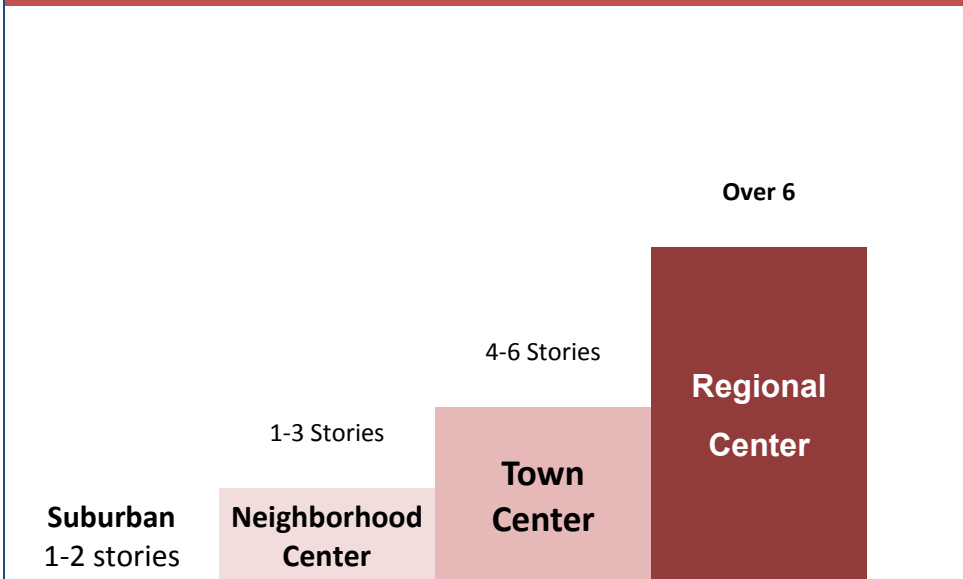 Over 6
4-6 Stories
Regional
Center
1-3 Stories
Town
Center
Suburban
1-2 stories
Neighborhood
Center